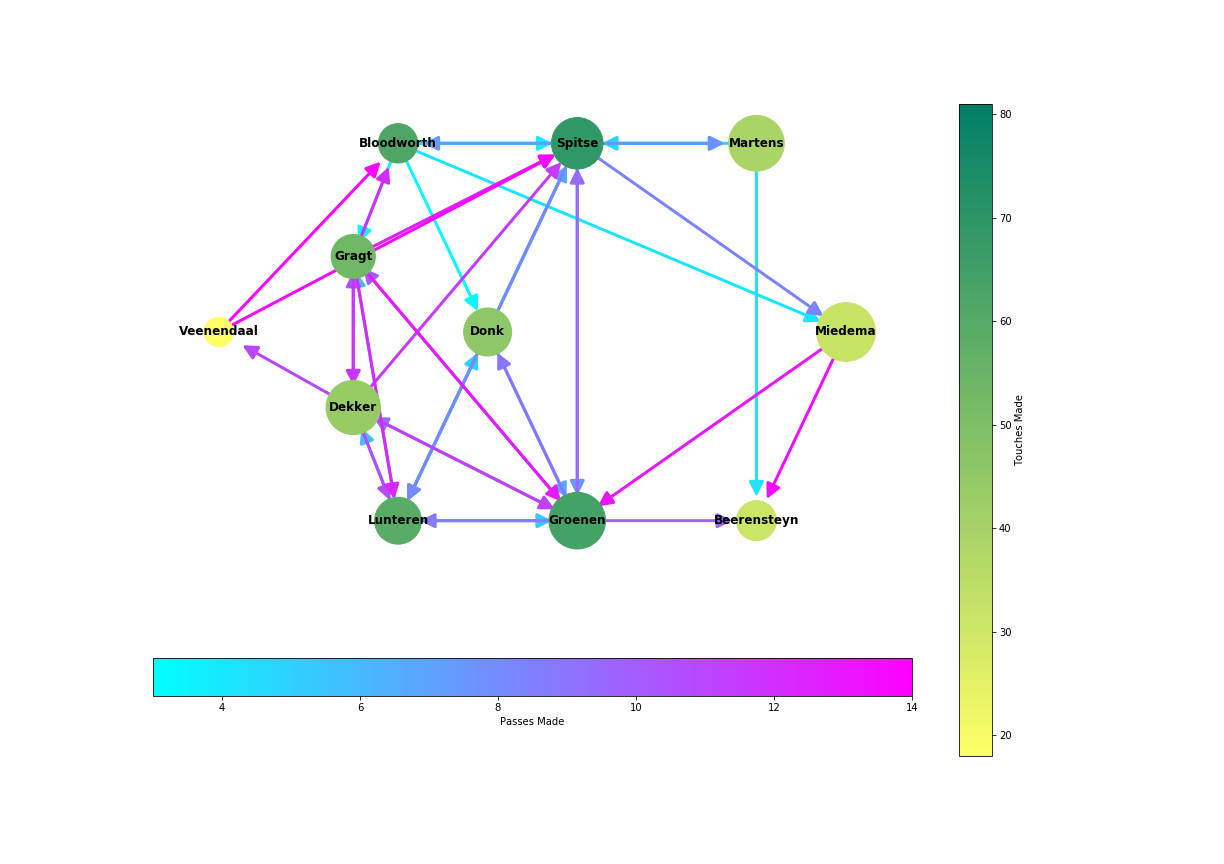 Bloodworth
Spitse
Martens
Gragt
Veenendaal
Donk
Miedema
Dekker
Lunteren
Groenen
Beerensteyn
80
70
60
50
40
30
20
Touches Made
4
6
8
10
12
14
Passes Made